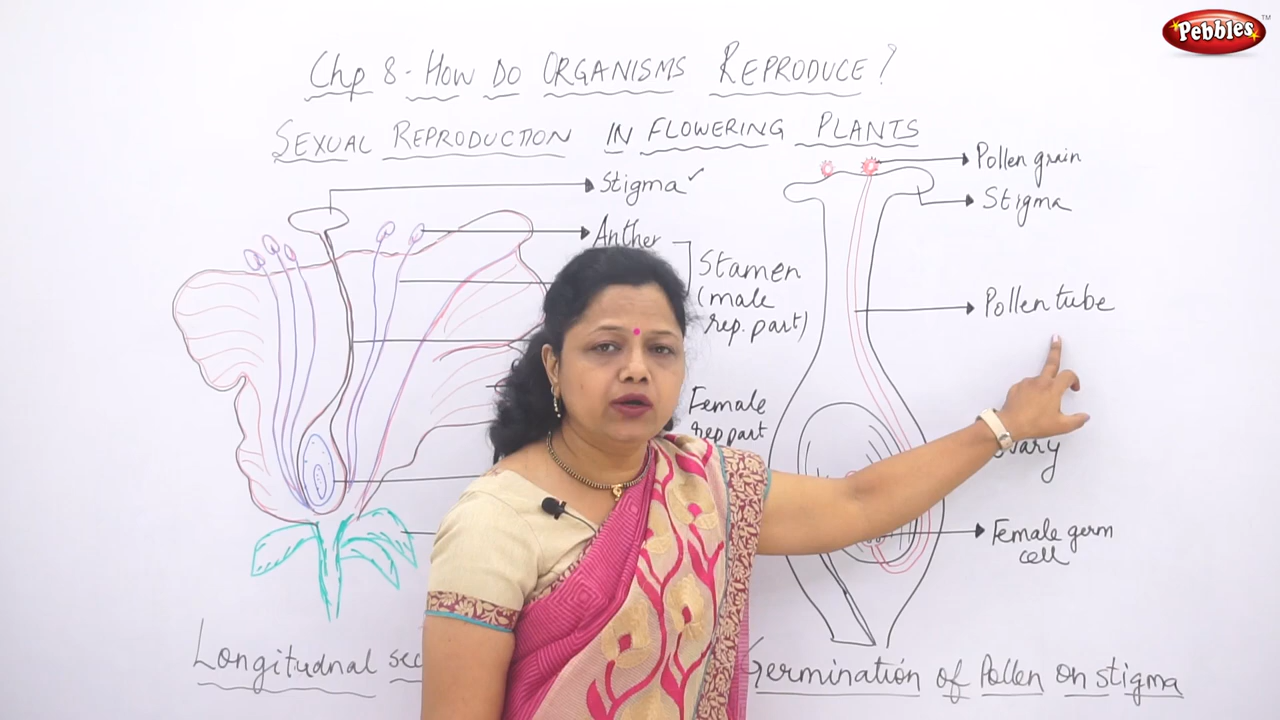 Pebbles
TM
Chp 8 - HOW DO ORGANISMS REPRODUCE?
SEXUAL REPRODUCTION IN FLOWERING PLANTS
Stigma✓
Anther
Stamen
(male
rep. part)
Female
Rep part
Longitudnal
Pollen grain
Stigma
Pollen tube
Female germ
cell
Germination of Pollen on stigma